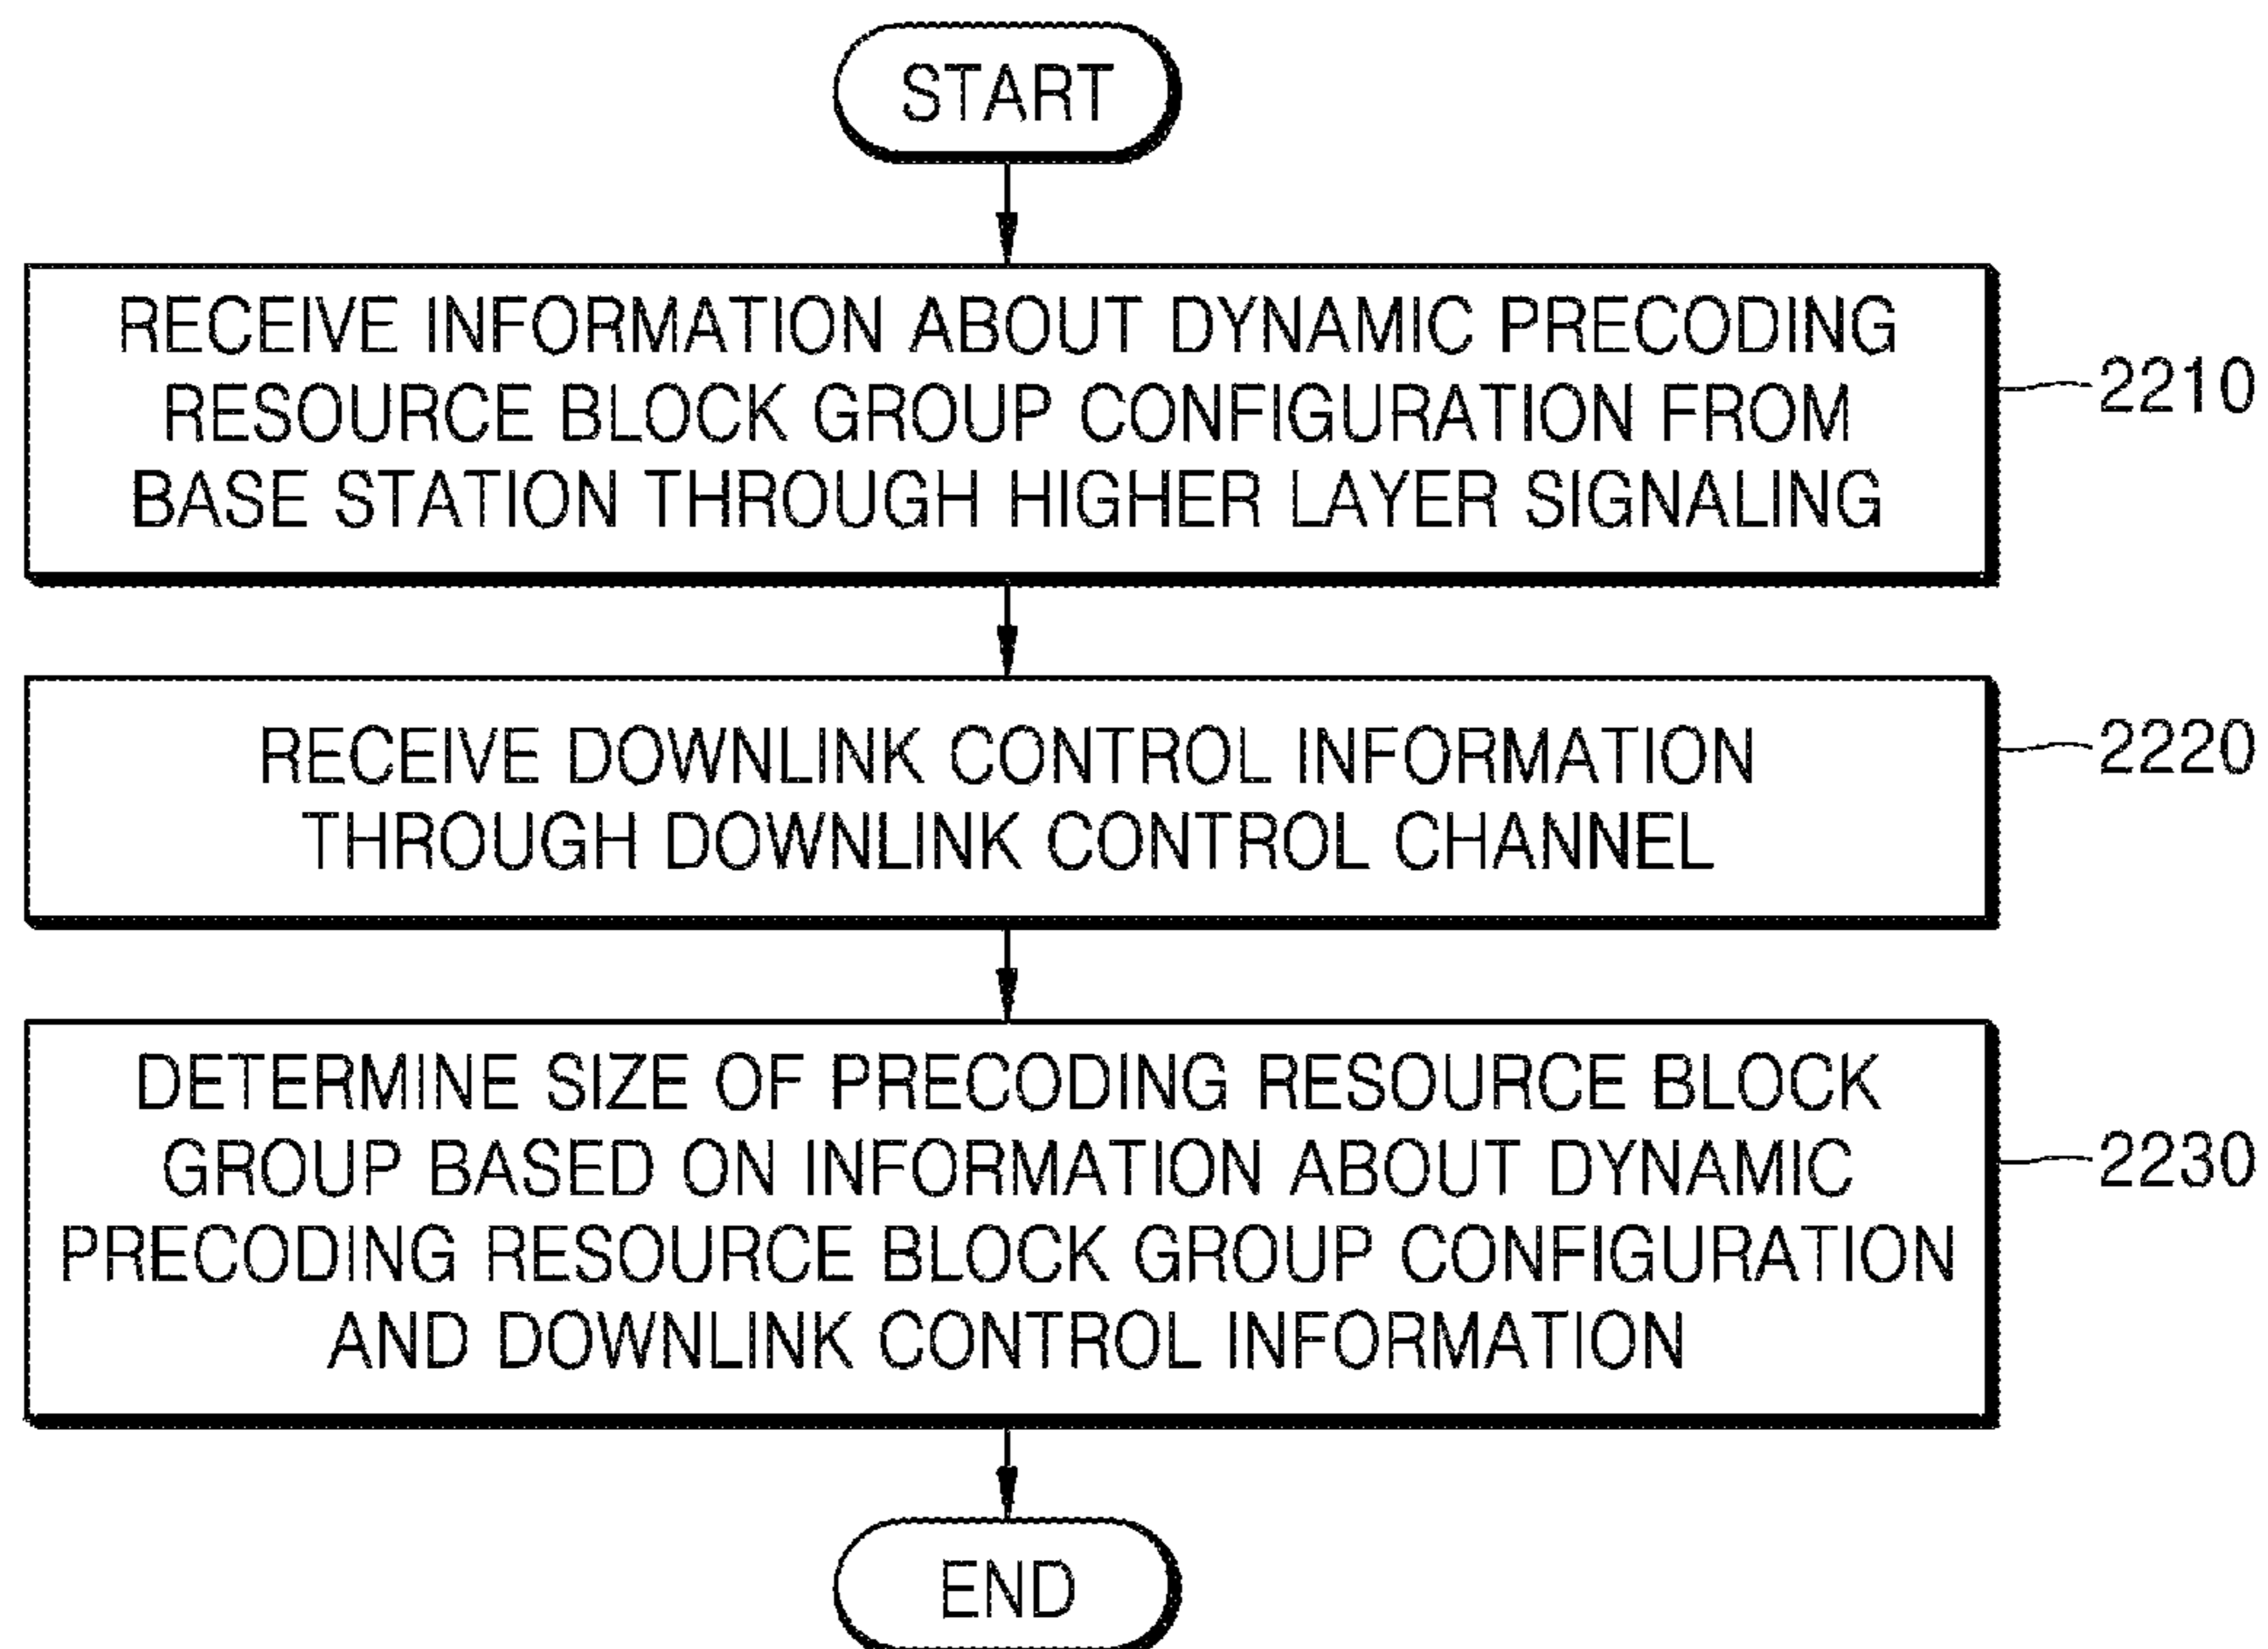 START
RECEIVE INFORMATION ABOUT DYNAMIC PRECODING
RESOURCE BLOCK GROUP CONFIGURATION FROM
BASE STATION THROUGH HIGHER LAYER SIGNALING
2210
RECEIVE DOWNLINK CONTROL INFORMATION
THROUGH DOWNLINK CONTROL CHANNEL
2220
DETERMINE SIZE OF PRECODING RESOURCE BLOCK
GROUP BASED ON INFORMATION ABOUT DYNAMIC
PRECODING RESOURCE BLOCK GROUP CONFIGURATION
AND DOWNLINK CONTROL INFORMATION
2230
END